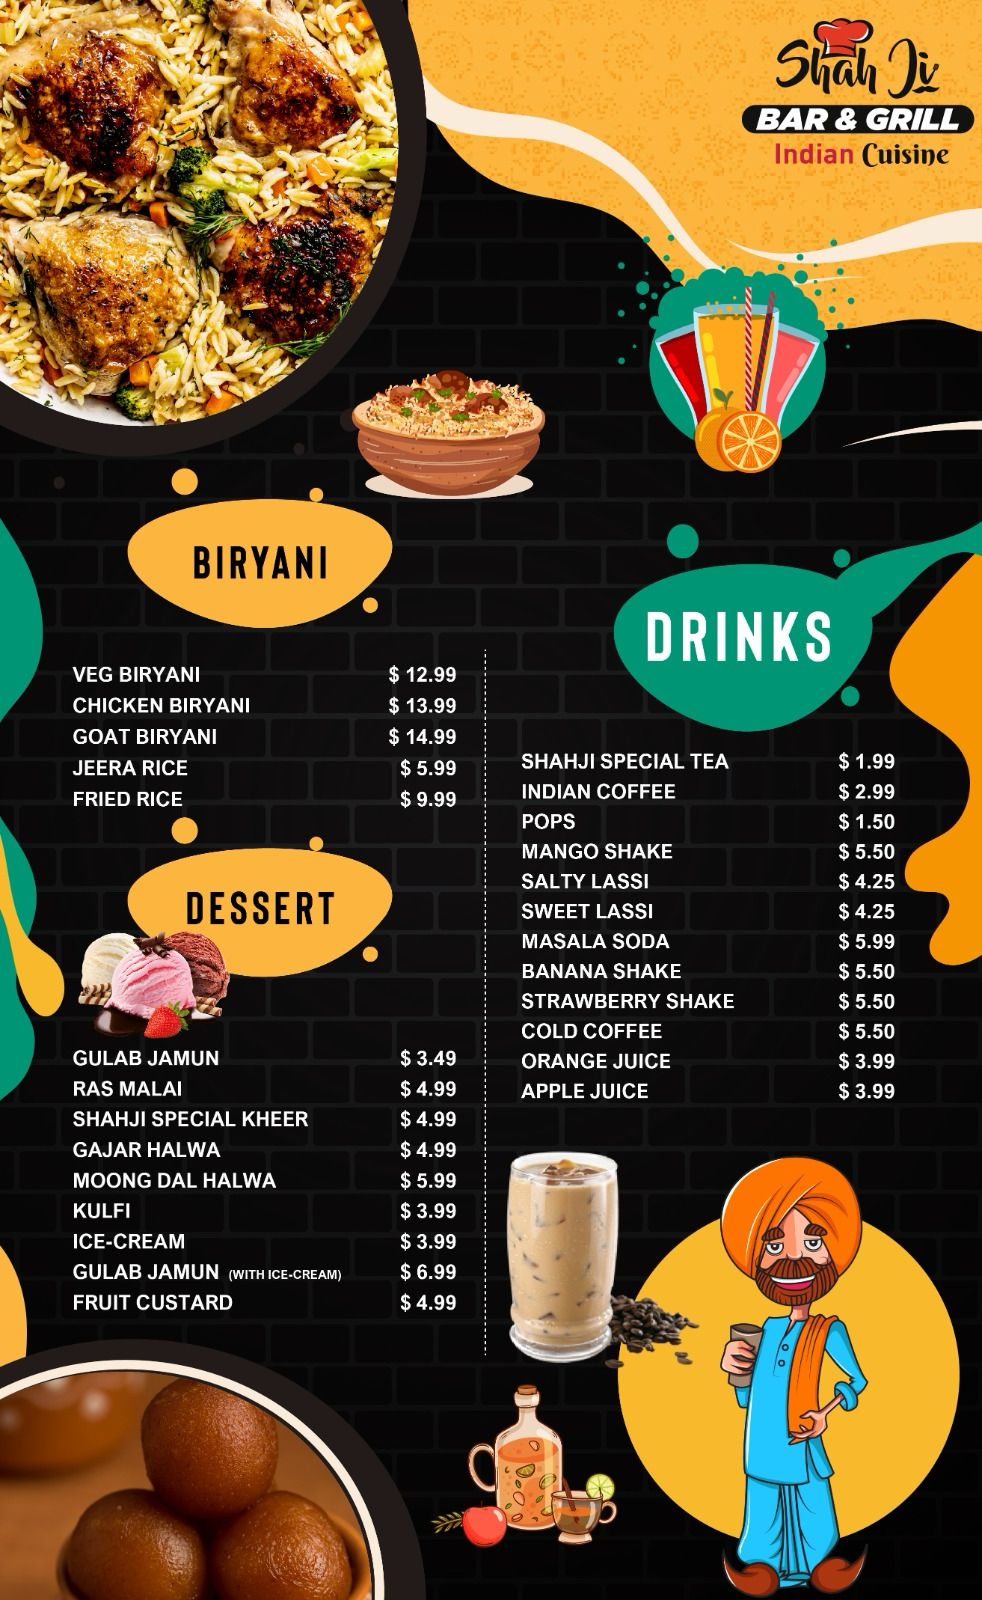 Shah Ji
BAR & GRILL
Indian Cuisine
BIRYANI
VEG BIRYANI $ 12.99
CHICKEN BIRYANI $ 13.99
GOAT BIRYANI $ 14.99
JEERA RICE $ 5.99
FRIED RICE $ 9.99
DESSERT
GULAB JAMUN $ 3.49
RAS MALAI $ 4.99
SHAHJI SPECIAL KHEER $ 4.99
GAJAR HALWA $ 4.99
MOONG DAL HALWA $ 5.99
KULFI $ 3.99
ICE-CREAM $ 3.99
GULAB JAMUN (WITH ICE-CREAM) $ 6.99
FRUIT CUSTARD $ 4.99
DRINKS
SHAHJI SPECIAL TEA $ 1.99
INDIAN COFFEE $ 2.99
POPS $ 1.50
MANGO SHAKE $ 5.50
SALTY LASSI $ 4.25
SWEET LASSI $ 4.25
MASALA SODA $ 5.99
BANANA SHAKE $ 5.50
STRAWBERRY SHAKE $ 5.50
COLD COFFEE $ 5.50
ORANGE JUICE $ 3.99
APPLE JUICE $ 3.99